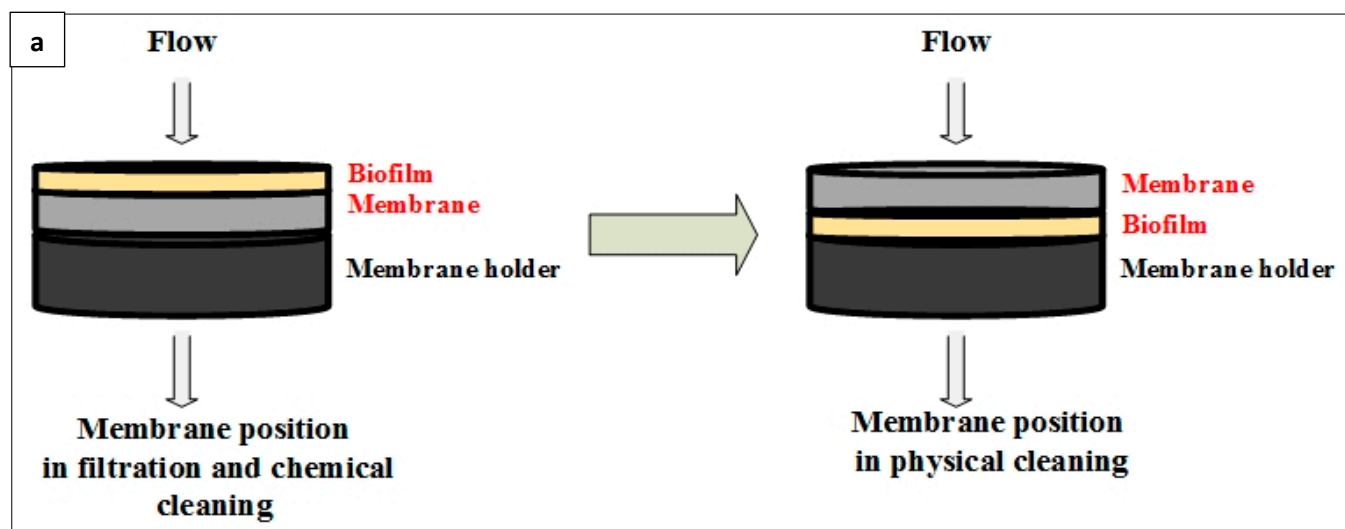 a
Flow
Biofilm
Membrane
Membrane holder
Membrane position
in filtration and chemical
cleaning
Flow
Membrane
Biofilm
Membrane holder
Membrane position
in physical cleaning